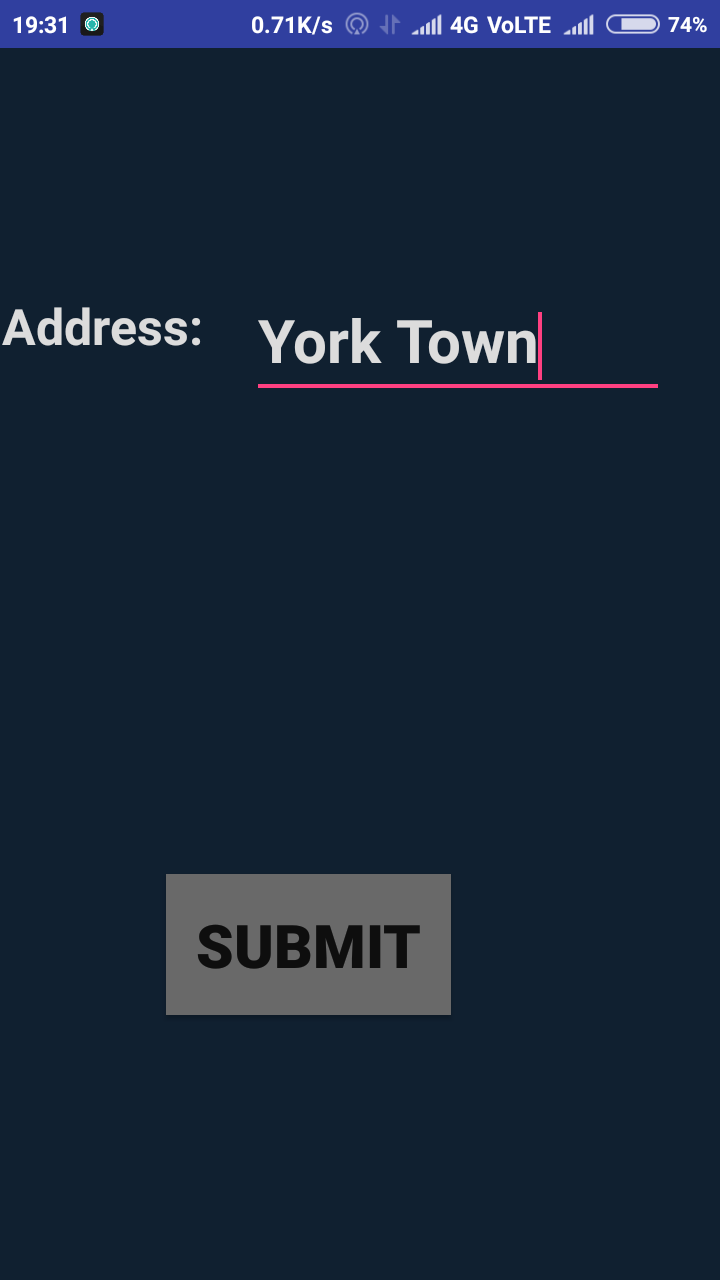 19:31 0.71K/s 4G VoLTE 74%
Address: York Town
SUBMIT